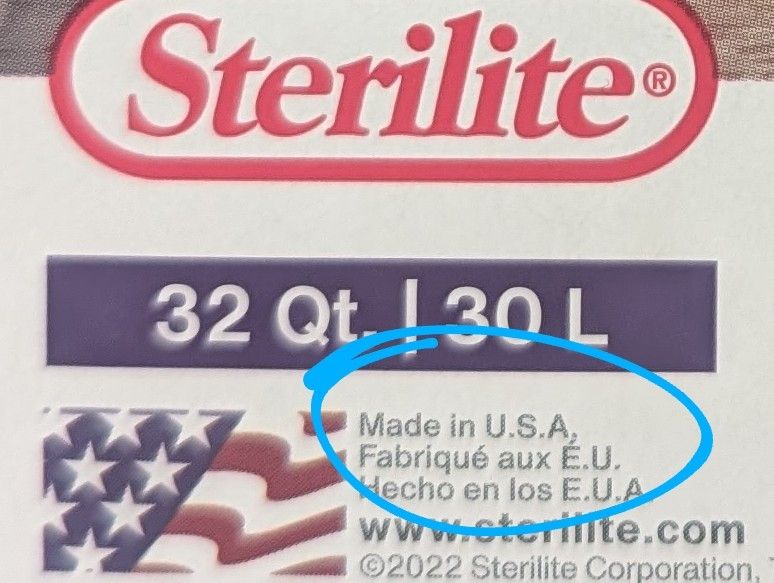 Sterilite®
32 Qt. | 30 L
Made in U.S.A.
Fabriqué aux É.U.
Hecho en los E.U.A.
www.sterilite.com
©2022 Sterilite Corporation.